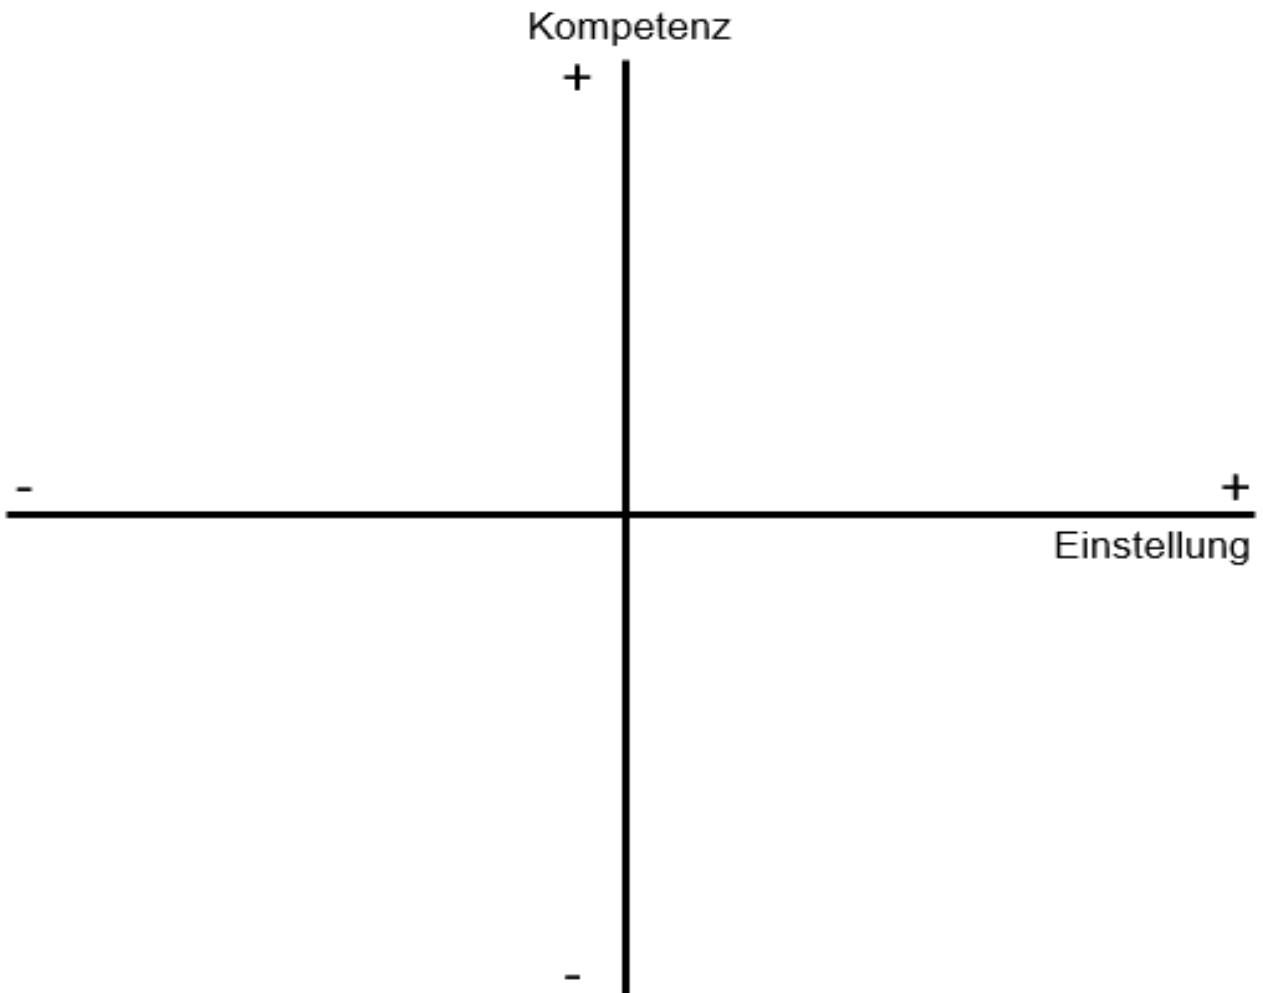 Kompetenz
+
-
+
Einstellung
-